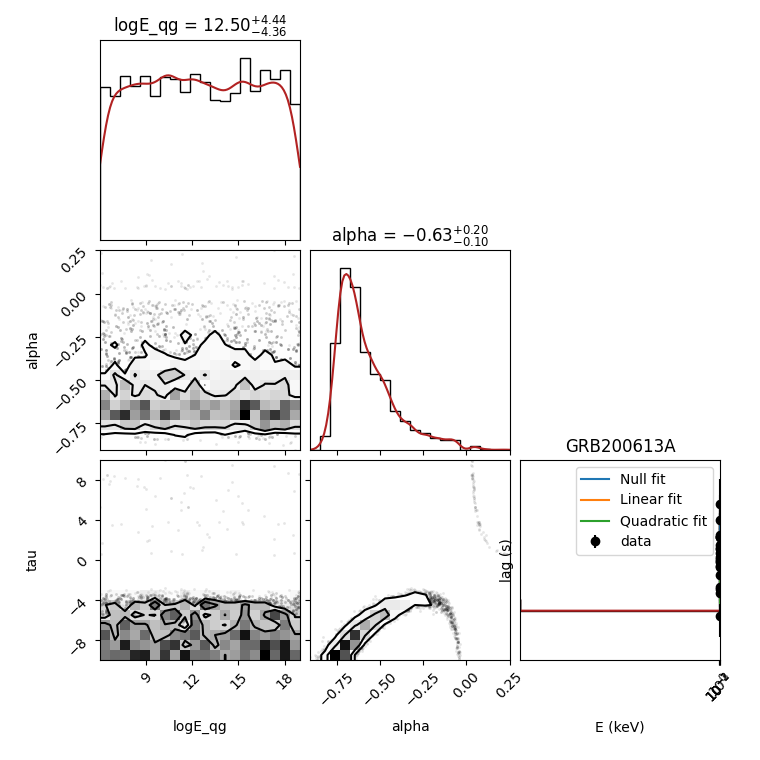 logE_qg = 12.50+4.44−4.36
alpha = −0.63+0.20−0.10
0.25
0.00
−0.25
−0.50
−0.75
alpha
GRB200613A
Null fit
Linear fit
Quadratic fit
data
lag (s)
8
4
0
−4
−8
tau
9
12
15
18
−0.75
−0.50
−0.25
0.00
0.25
logE_qg
alpha
E (keV)